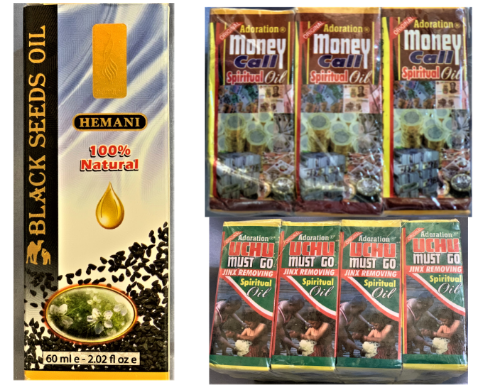 BLACK SEEDS OIL
HEMANI
100%
Natural
60 ml e - 2.02 fl oz e
Original
Adoration
Money
Call
Spiritual Oil
Original
Adoration
Money
Call
Spiritual Oil
Original
Adoration
Money
Call
Spiritual Oil
Adoration
UCHU
MUST GO
JINX REMOVING
Spiritual
Oil
Adoration
UCHU
MUST GO
JINX REMOVING
Spiritual
Oil
Adoration
UCHU
MUST GO
JINX REMOVING
Spiritual
Oil
Adoration
UCHU
MUST GO
JINX REMOVING
Spiritual
Oil